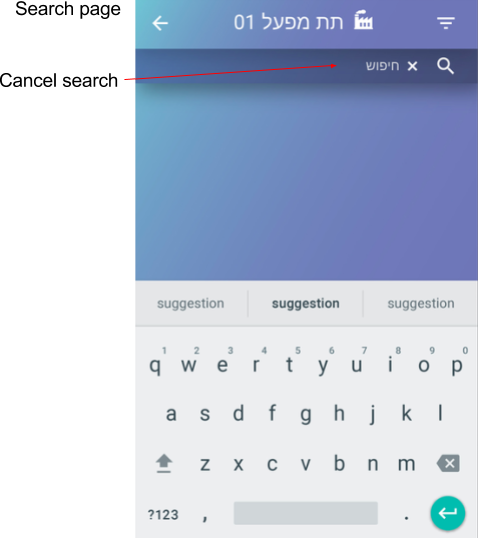 Search page
תת מפעל 01
Cancel search
חיפוש
suggestion suggestion suggestion
1 2 3 4 5 6 7 8 9 0
q w e r t y u i o p
a s d f g h j k l
z x c v b n m
?123 , .